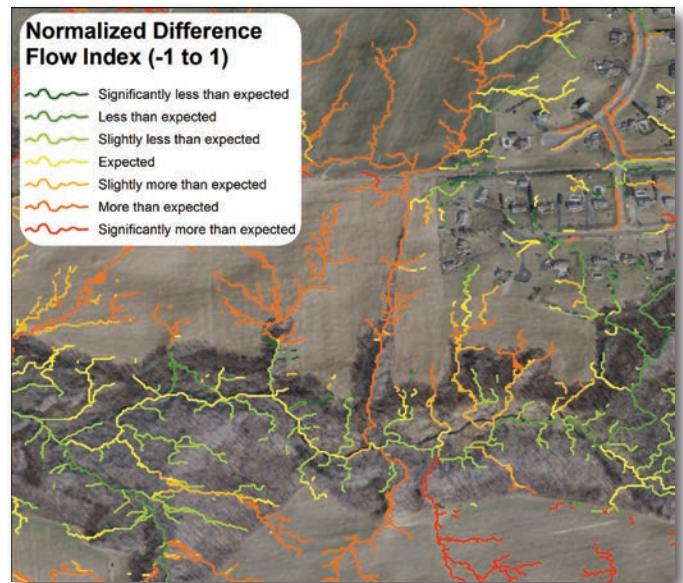 Normalized Difference
Flow Index (-1 to 1)
Significantly less than expected
Less than expected
Slightly less than expected
Expected
Slightly more than expected
More than expected
Significantly more than expected